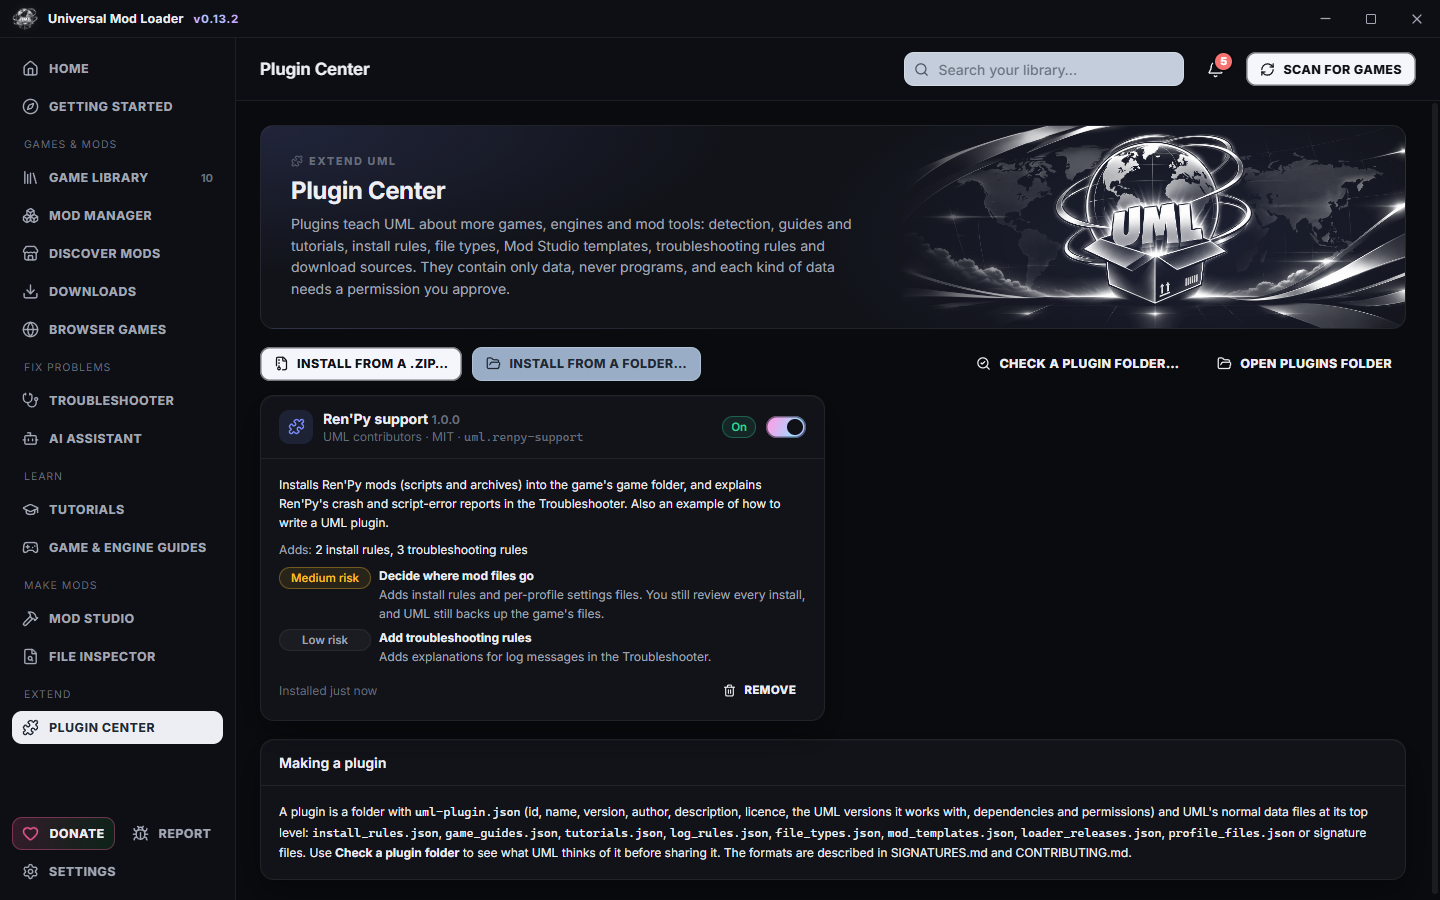 Universal Mod Loader v0.13.2
HOME
GETTING STARTED
GAMES & MODS
GAME LIBRARY 10
MOD MANAGER
DISCOVER MODS
DOWNLOADS
BROWSER GAMES
FIX PROBLEMS
TROUBLESHOOTER
AI ASSISTANT
LEARN
TUTORIALS
GAME & ENGINE GUIDES
MAKE MODS
MOD STUDIO
FILE INSPECTOR
EXTEND
PLUGIN CENTER
DONATE REPORT
SETTINGS
Plugin Center
Search your library...
5
SCAN FOR GAMES
EXTEND UML
Plugin Center
Plugins teach UML about more games, engines and mod tools: detection, guides and
tutorials, install rules, file types, Mod Studio templates, troubleshooting rules and
download sources. They contain only data, never programs, and each kind of data
needs a permission you approve.
UML
INSTALL FROM A .ZIP... INSTALL FROM A FOLDER... CHECK A PLUGIN FOLDER... OPEN PLUGINS FOLDER
Ren'Py support 1.0.0
UML contributors · MIT · uml.renpy-support
On
Installs Ren'Py mods (scripts and archives) into the game's game folder, and explains
Ren'Py's crash and script-error reports in the Troubleshooter. Also an example of how to
write a UML plugin.
Adds: 2 install rules, 3 troubleshooting rules
Medium risk Decide where mod files go
Adds install rules and per-profile settings files. You still review every install,
and UML still backs up the game's files.
Low risk Add troubleshooting rules
Adds explanations for log messages in the Troubleshooter.
Installed just now REMOVE
Making a plugin
A plugin is a folder with uml-plugin.json (id, name, version, author, description, licence, the UML versions it works with, dependencies and permissions) and UML's normal data files at its top
level: install_rules.json, game_guides.json, tutorials.json, log_rules.json, file_types.json, mod_templates.json, loader_releases.json, profile_files.json or signature
files. Use Check a plugin folder to see what UML thinks of it before sharing it. The formats are described in SIGNATURES.md and CONTRIBUTING.md.